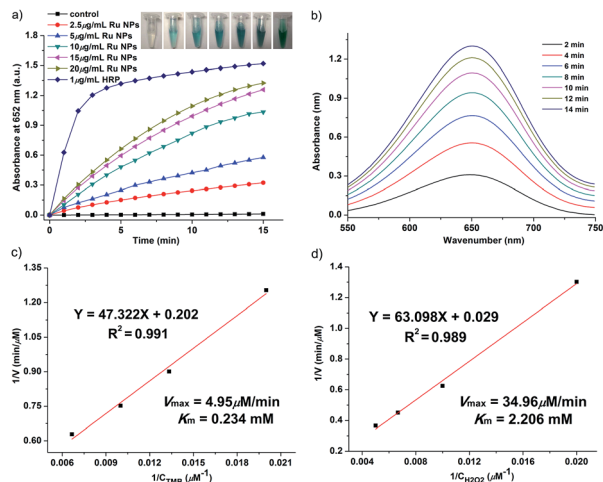 a)
control
2.5μg/mL Ru NPs
5μg/mL Ru NPs
10μg/mL Ru NPs
15μg/mL Ru NPs
20μg/mL Ru NPs
1μg/mL HRP
Absorbance at 652 nm (a.u.)
1.8
1.5
1.2
0.9
0.6
0.3
0.0
0 5 10 15
Time (min)
b)
2 min
4 min
6 min
8 min
10 min
12 min
14 min
Absorbance (nm)
1.2
0.9
0.6
0.3
0.0
550 600 650 700 750
Wavenumber (nm)
c)
Y = 47.322X + 0.202
R² = 0.991
Vmax = 4.95μM/min
Km = 0.234 mM
1/V (min/μM)
1.35
1.20
1.05
0.90
0.75
0.60
0.006 0.009 0.012 0.015 0.018 0.021
1/CTMB (μM⁻¹)
d)
Y = 63.098X + 0.029
R² = 0.989
Vmax = 34.96μM/min
Km = 2.206 mM
1/V (min/μM)
1.4
1.2
1.0
0.8
0.6
0.4
0.2
0.004 0.008 0.012 0.016 0.020
1/CH2O2 (μM⁻¹)